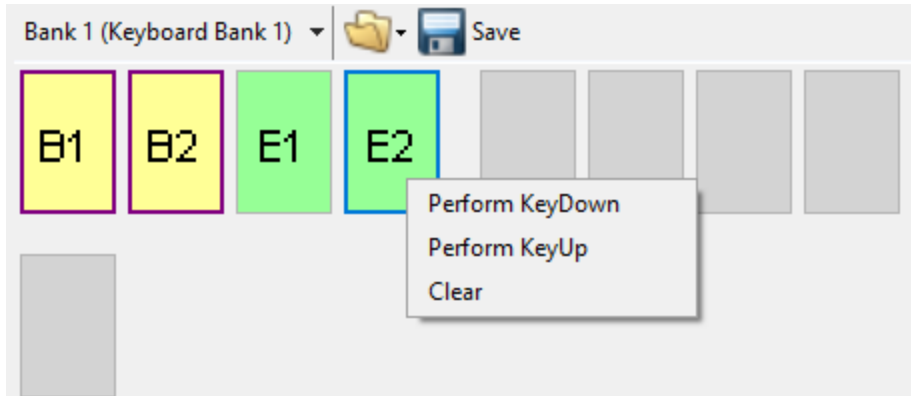 Bank 1 (Keyboard Bank 1) Save
B1 B2 E1 E2
Perform KeyDown
Perform KeyUp
Clear